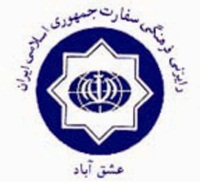 رایزنی فرهنگی سفارت جمهوری اسلامی ایران
عشق آباد